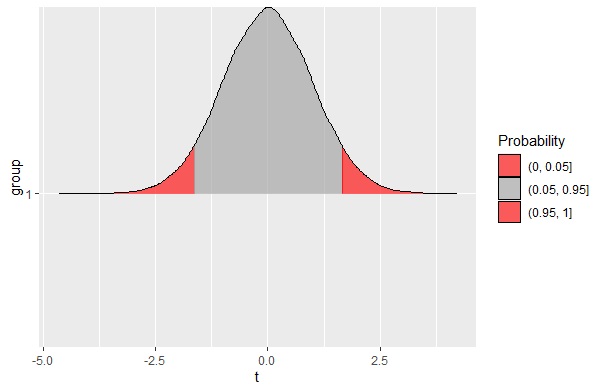 group
1
-5.0
-2.5
0.0
2.5
t
Probability
(0, 0.05]
(0.05, 0.95]
(0.95, 1]